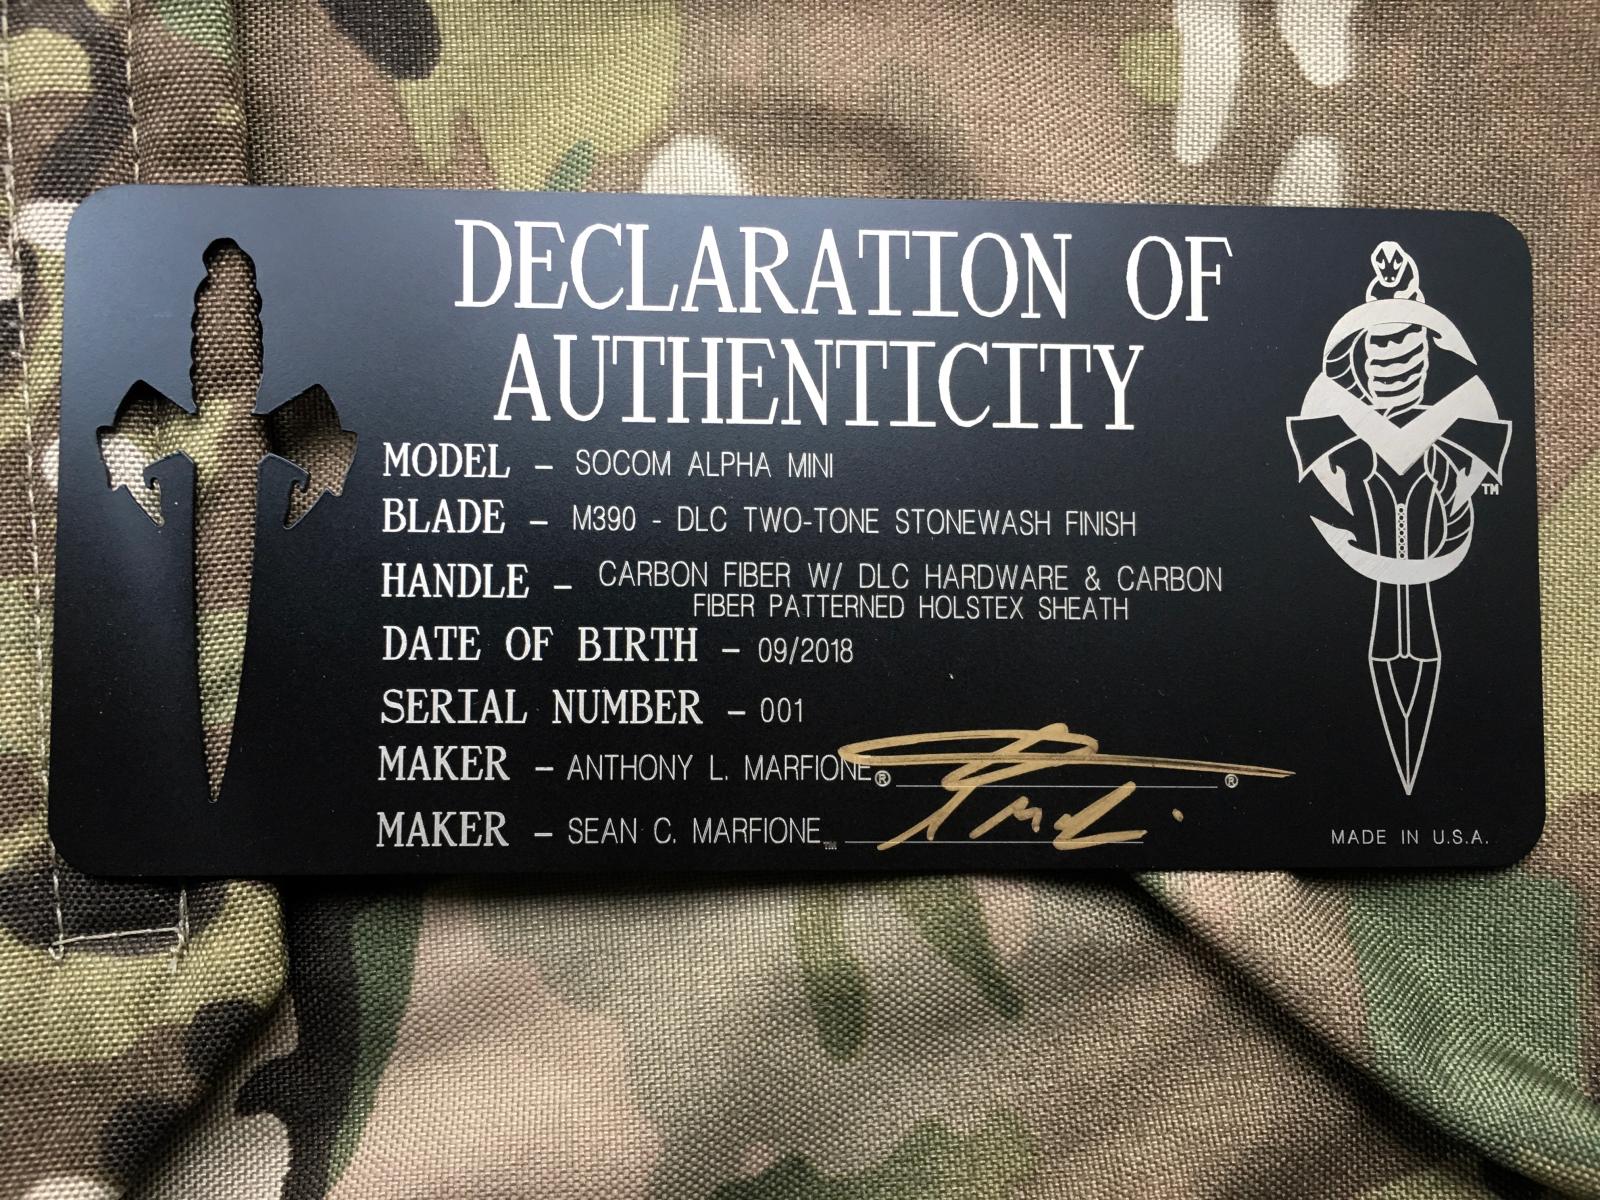 DECLARATION OF
AUTHENTICITY
MODEL – SOCOM ALPHA MINI
BLADE – M390 - DLC TWO-TONE STONEWASH FINISH
HANDLE – CARBON FIBER W/ DLC HARDWARE & CARBON
FIBER PATTERNED HOLSTEX SHEATH
DATE OF BIRTH – 09/2018
SERIAL NUMBER – 001
MAKER – ANTHONY L. MARFIONE® ®
MAKER – SEAN C. MARFIONE™
TM
MADE IN U.S.A.